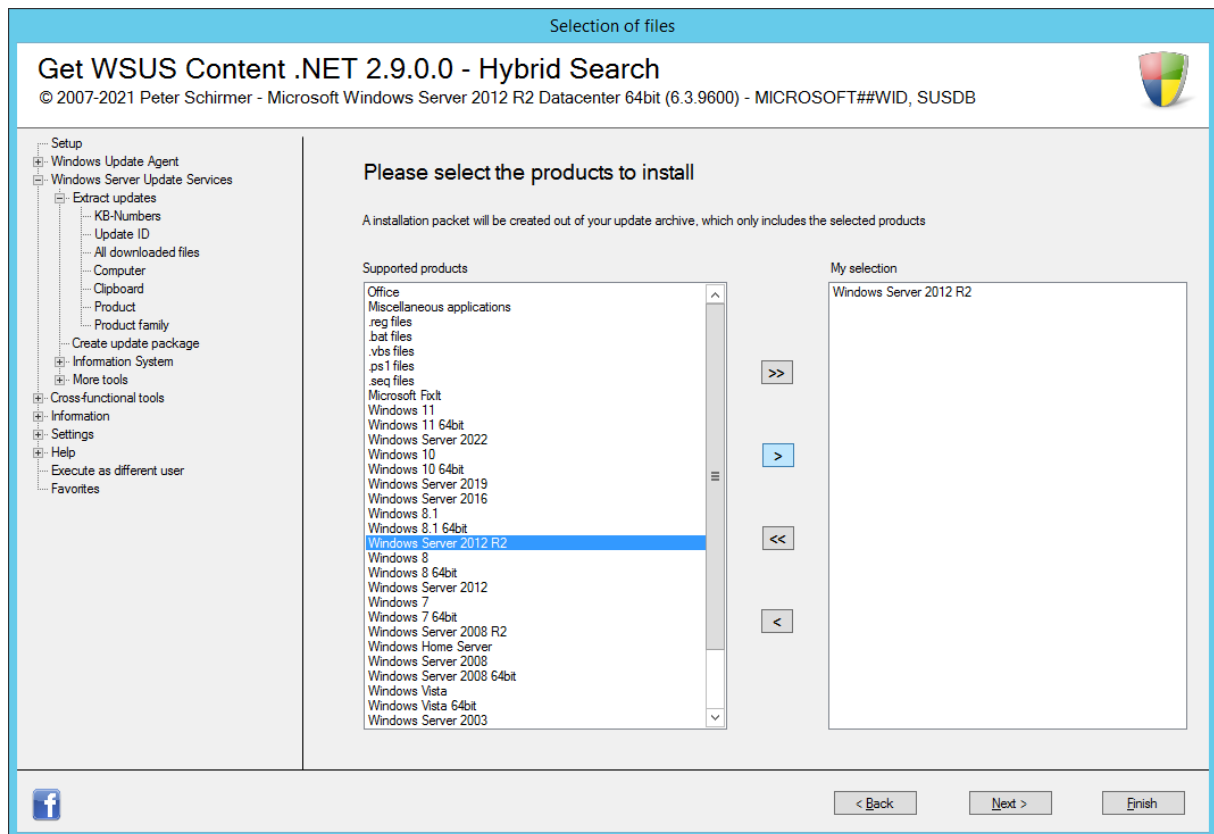 Selection of files
Get WSUS Content .NET 2.9.0.0 - Hybrid Search
© 2007-2021 Peter Schirmer - Microsoft Windows Server 2012 R2 Datacenter 64bit (6.3.9600) - MICROSOFT##WID, SUSDB
Setup
Windows Update Agent
Windows Server Update Services
Extract updates
KB-Numbers
Update ID
All downloaded files
Computer
Clipboard
Product
Product family
Create update package
Information System
More tools
Cross-functional tools
Information
Settings
Help
Execute as different user
Favorites
Please select the products to install
A installation packet will be created out of your update archive, which only includes the selected products
Supported products
Office
Miscellaneous applications
.reg files
.bat files
.vbs files
.ps1 files
.seq files
Microsoft FixIt
Windows 11
Windows 11 64bit
Windows Server 2022
Windows 10
Windows 10 64bit
Windows Server 2019
Windows Server 2016
Windows 8.1
Windows 8.1 64bit
Windows Server 2012 R2
Windows 8
Windows 8 64bit
Windows Server 2012
Windows 7
Windows 7 64bit
Windows Server 2008 R2
Windows Home Server
Windows Server 2008
Windows Server 2008 64bit
Windows Vista
Windows Vista 64bit
Windows Server 2003
>>
>
<<
<
My selection
Windows Server 2012 R2
f
< Back
Next >
Finish